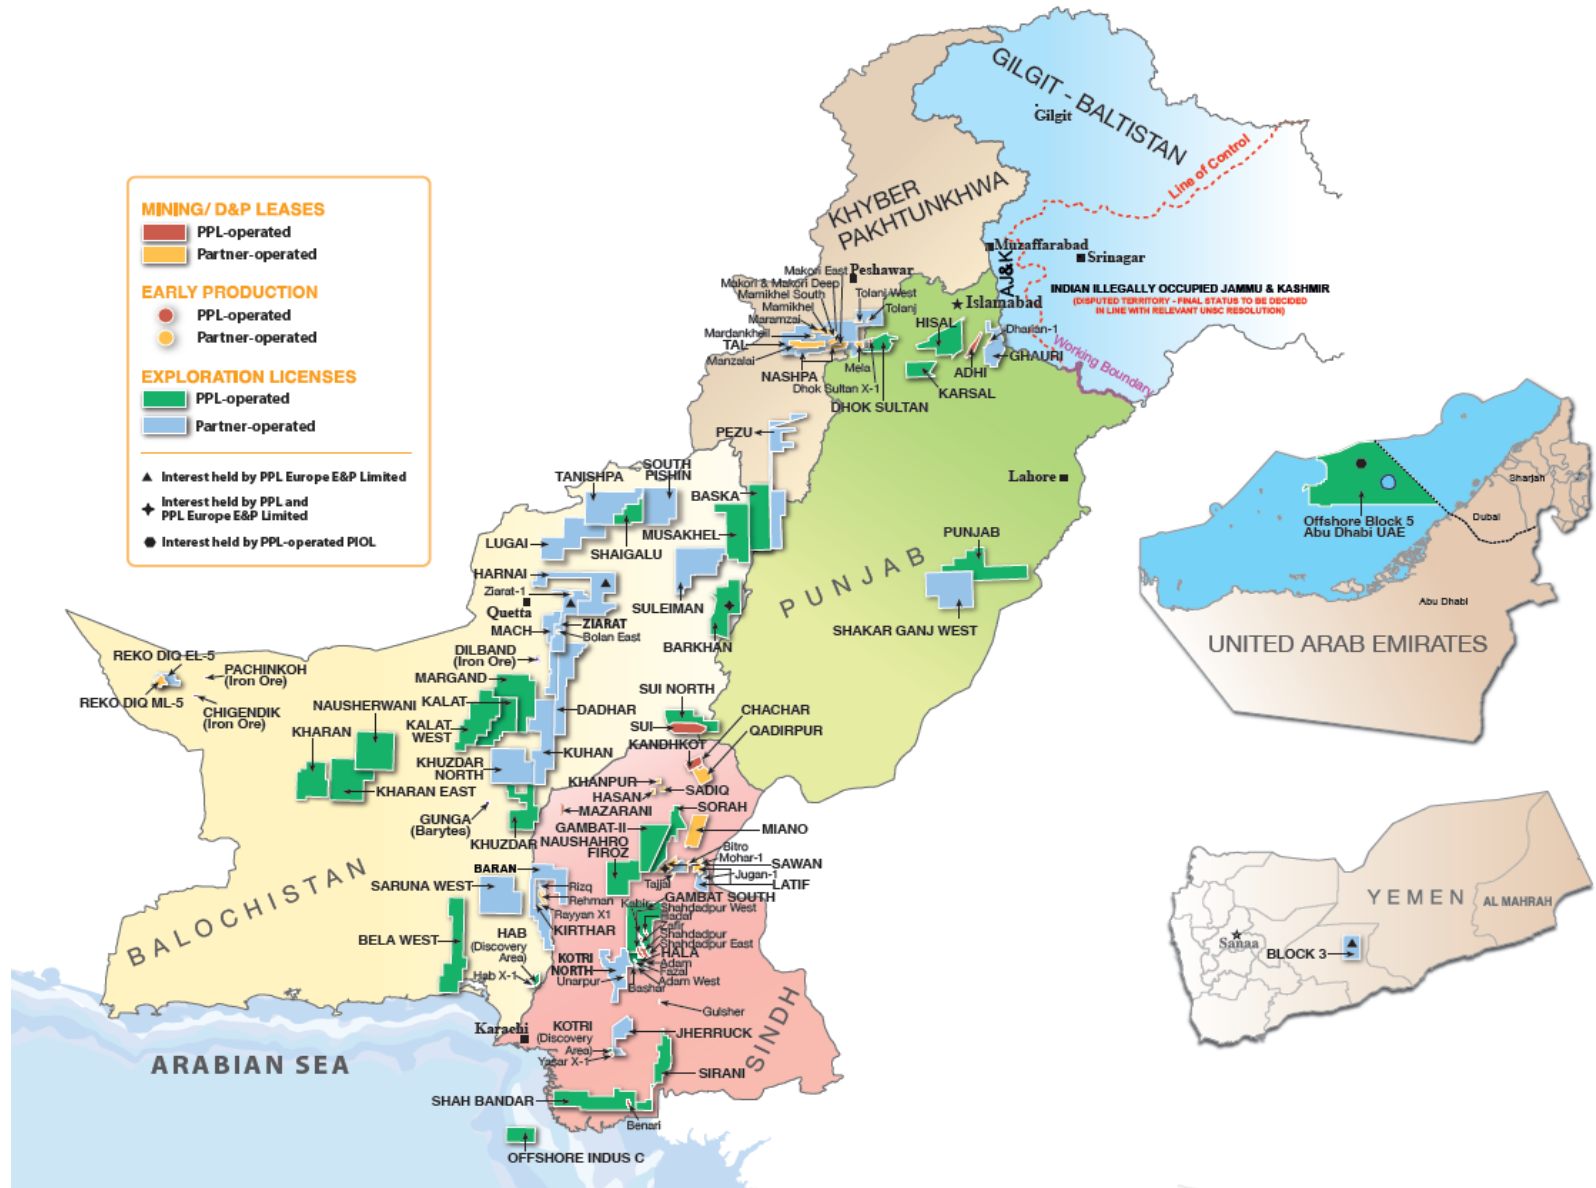 MINING/ D&P LEASES
PPL-operated
Partner-operated
EARLY PRODUCTION
PPL-operated
Partner-operated
EXPLORATION LICENSES
PPL-operated
Partner-operated
Interest held by PPL Europe E&P Limited
Interest held by PPL and
PPL Europe E&P Limited
Interest held by PPL-operated PIOL
GILGIT - BALTISTAN
Gilgit
Line of Control
KHYBER
PAKHTUNKHWA
Muzaffarabad
Srinagar
AJ&K
INDIAN ILLEGALLY OCCUPIED JAMMU & KASHMIR
(DISPUTED TERRITORY - FINAL STATUS TO BE DECIDED
IN LINE WITH RELEVANT UNSC RESOLUTION)
Working Boundary
Makori East
Peshawar
Makori & Makori Deep
Mamikhel South
Tolanj West
Mamikhel
Tolanj
Maramzai
Mardankhel
TAL
Manzalai
NASHPA
Mela
Dhok Sultan X-1
DHOK SULTAN
Islamabad
HISAL
Dharian-1
GHAURI
ADHI
KARSAL
PEZU
Lahore
SOUTH
PISHIN
TANISHPA
BASKA
LUGAI
SHAIGALU
MUSAKHEL
PUNJAB
PUNJAB
HARNAI
Ziarat-1
Quetta
SULEIMAN
ZIARAT
MACH
Bolan East
BARKHAN
SHAKAR GANJ WEST
DILBAND
(Iron Ore)
REKO DIQ EL-5
PACHINKOH
(Iron Ore)
REKO DIQ ML-5
CHIGENDIK
(Iron Ore)
MARGAND
KALAT
NAUSHERWANI
KALAT
WEST
KHARAN
DADHAR
SUI NORTH
SUI
CHACHAR
QADIRPUR
KANDHKOT
KUHAN
KHUZDAR
NORTH
KHARAN EAST
KHANPUR
SADIQ
HASAN
MAZARANI
SORAH
GUNGA
(Barytes)
KHUZDAR
GAMBAT-II
MIANO
NAUSHAHRO
FIROZ
Bitro
Mohar-1
SAWAN
Jugan-1
Tajjal
LATIF
BARAN
SARUNA WEST
Rizq
Rehman
Rayyan X1
KIRTHAR
Kabir
GAMBAT SOUTH
Shahdadpur West
Hadaf
Zafir
Shahdadpur
Shahdadpur East
HALA
Adam
Fazal
Adam West
Bashar
BALOCHISTAN
BELA WEST
HAB
(Discovery
Area)
Hab X-1
KOTRI
NORTH
Unarpur
Gulsher
Karachi
KOTRI
(Discovery
Area)
Yasar X-1
JHERRUCK
SINDH
SIRANI
ARABIAN SEA
SHAH BANDAR
Benari
OFFSHORE INDUS C
Sharjah
Dubai
Offshore Block 5
Abu Dhabi UAE
Abu Dhabi
UNITED ARAB EMIRATES
YEMEN
AL MAHRAH
Sanaa
BLOCK 3